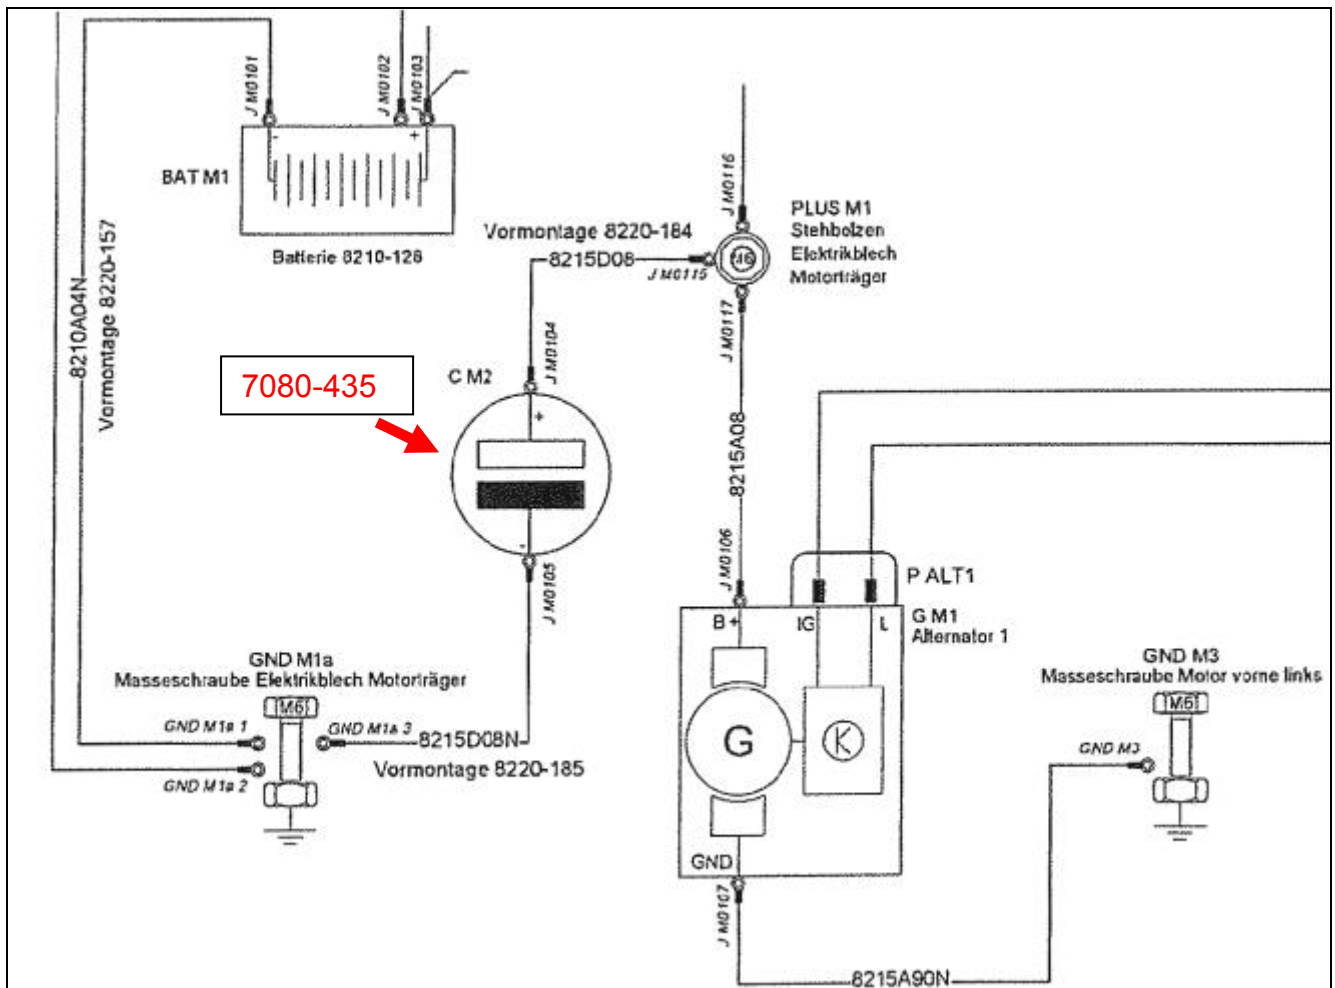 J M0101
J M0102
J M0103
-
+
BAT M1
Batterie 8210-126
8210A04N
Vormontage 8220-157
Vormontage 8220-184
8215D08
J M0115
J M0116
M6
PLUS M1
Stehbolzen
Elektrikblech
Motorträger
J M0117
7080-435
C M2
J M0104
+
-
J M0105
8215A08
J M0106
P ALT1
B+
IG
L
G M1
Alternator 1
G
K
GND
J M0107
8215A90N
GND M1a
Masseschraube Elektrikblech Motorträger
M6
GND M1a 1
GND M1a 3
8215D08N
GND M1a 2
Vormontage 8220-185
GND M3
Masseschraube Motor vorne links
M6
GND M3